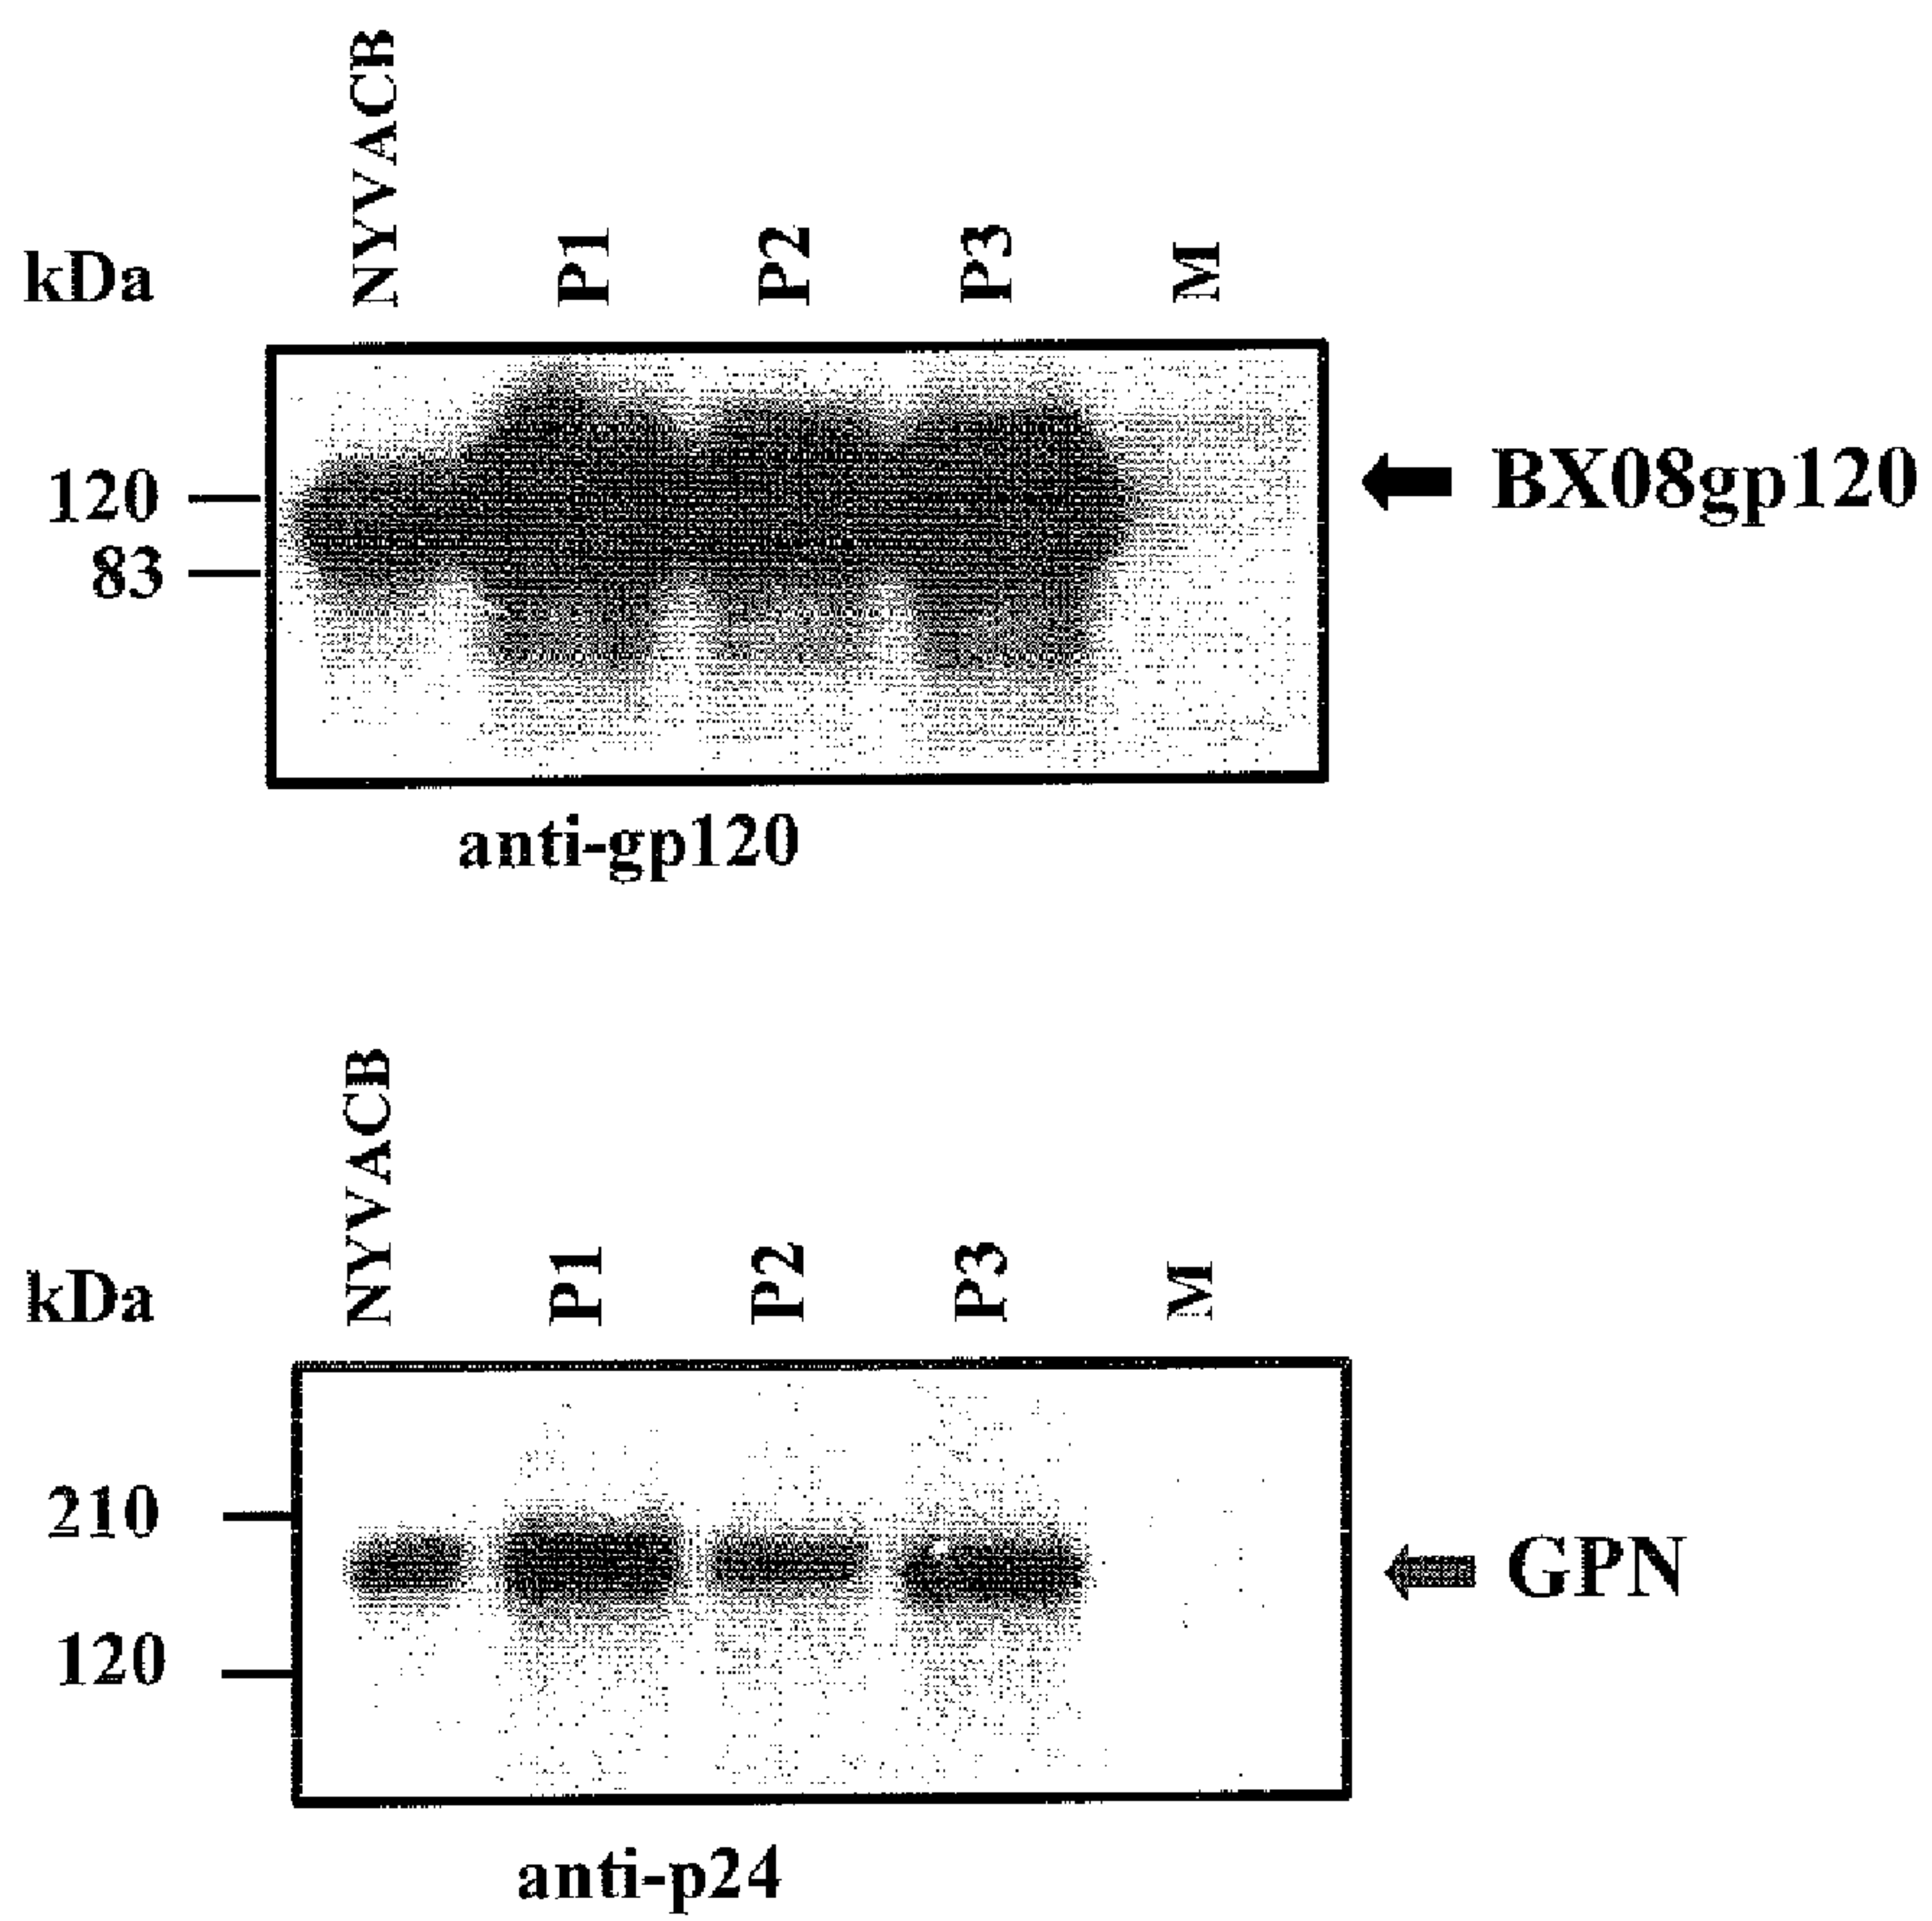 kDa NYVACB P1 P2 P3 M
120
BX08gp120
83
anti-gp120
kDa NYVACB P1 P2 P3 M
210
GPN
120
anti-p24